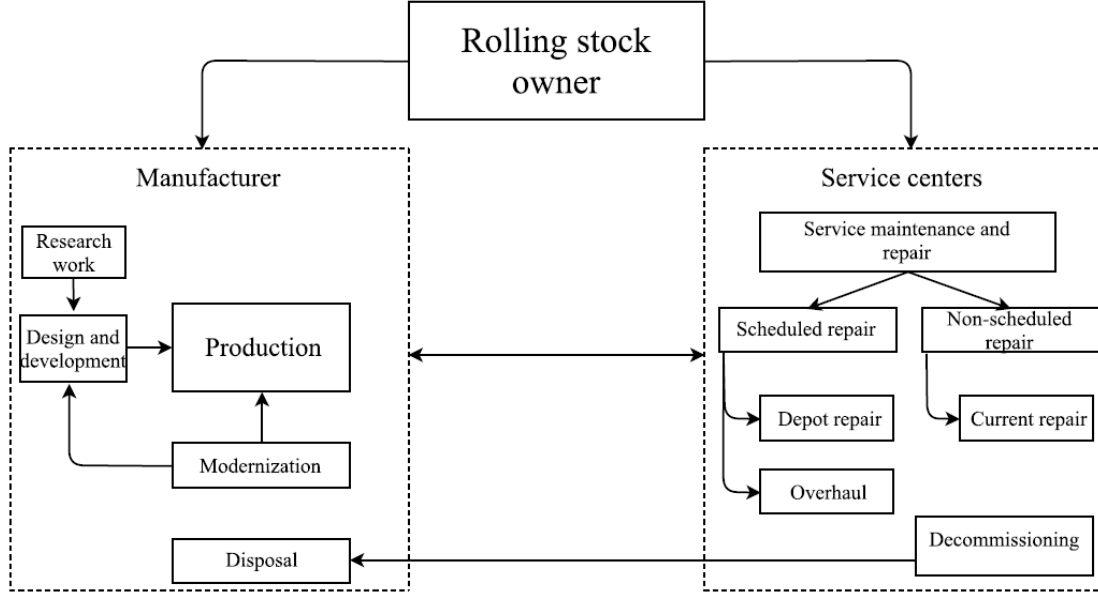 Rolling stock
owner
Manufacturer
Research
work
Design and
development
Production
Modernization
Disposal
Service centers
Service maintenance and
repair
Scheduled repair
Non-scheduled
repair
Depot repair
Current repair
Overhaul
Decommissioning